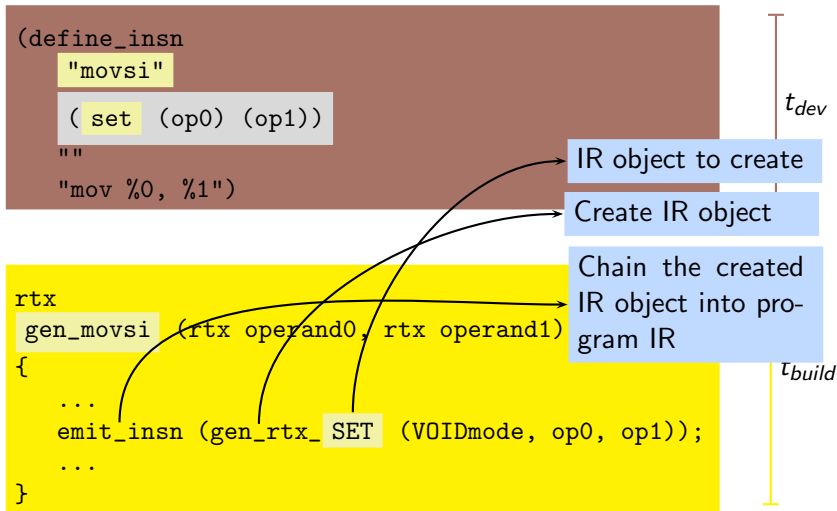 (define_insn
"movsi"
( set (op0) (op1))
""
"mov %0, %1")
t_dev
IR object to create
Create IR object
Chain the created
IR object into pro-
gram IR
rtx
gen_movsi (rtx operand0, rtx operand1)
{
...
emit_insn (gen_rtx_ SET (VOIDmode, op0, op1));
...
}
t_build